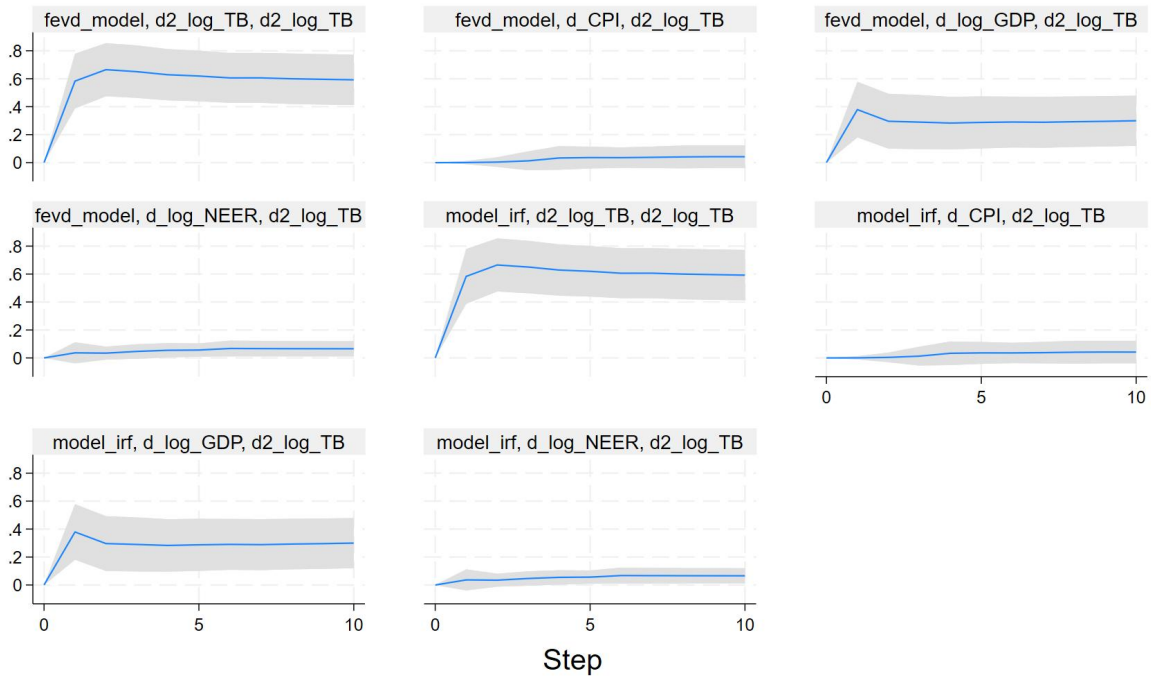 fevd_model, d2_log_TB, d2_log_TB
fevd_model, d_CPI, d2_log_TB
fevd_model, d_log_GDP, d2_log_TB
.8
.6
.4
.2
0
fevd_model, d_log_NEER, d2_log_TB
model_irf, d2_log_TB, d2_log_TB
model_irf, d_CPI, d2_log_TB
.8
.6
.4
.2
0
0 5 10
model_irf, d_log_GDP, d2_log_TB
model_irf, d_log_NEER, d2_log_TB
.8
.6
.4
.2
0
0 5 10
0 5 10
Step